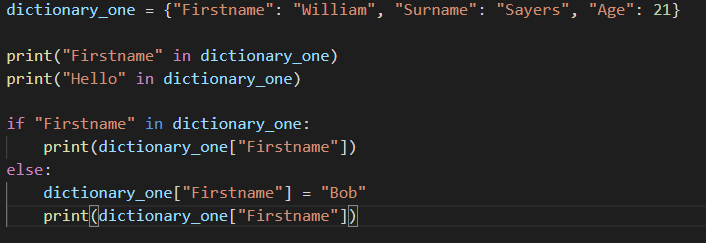 dictionary_one = {"Firstname": "William", "Surname": "Sayers", "Age": 21}

print("Firstname" in dictionary_one)
print("Hello" in dictionary_one)

if "Firstname" in dictionary_one:
    print(dictionary_one["Firstname"])
else:
    dictionary_one["Firstname"] = "Bob"
    print(dictionary_one["Firstname"])